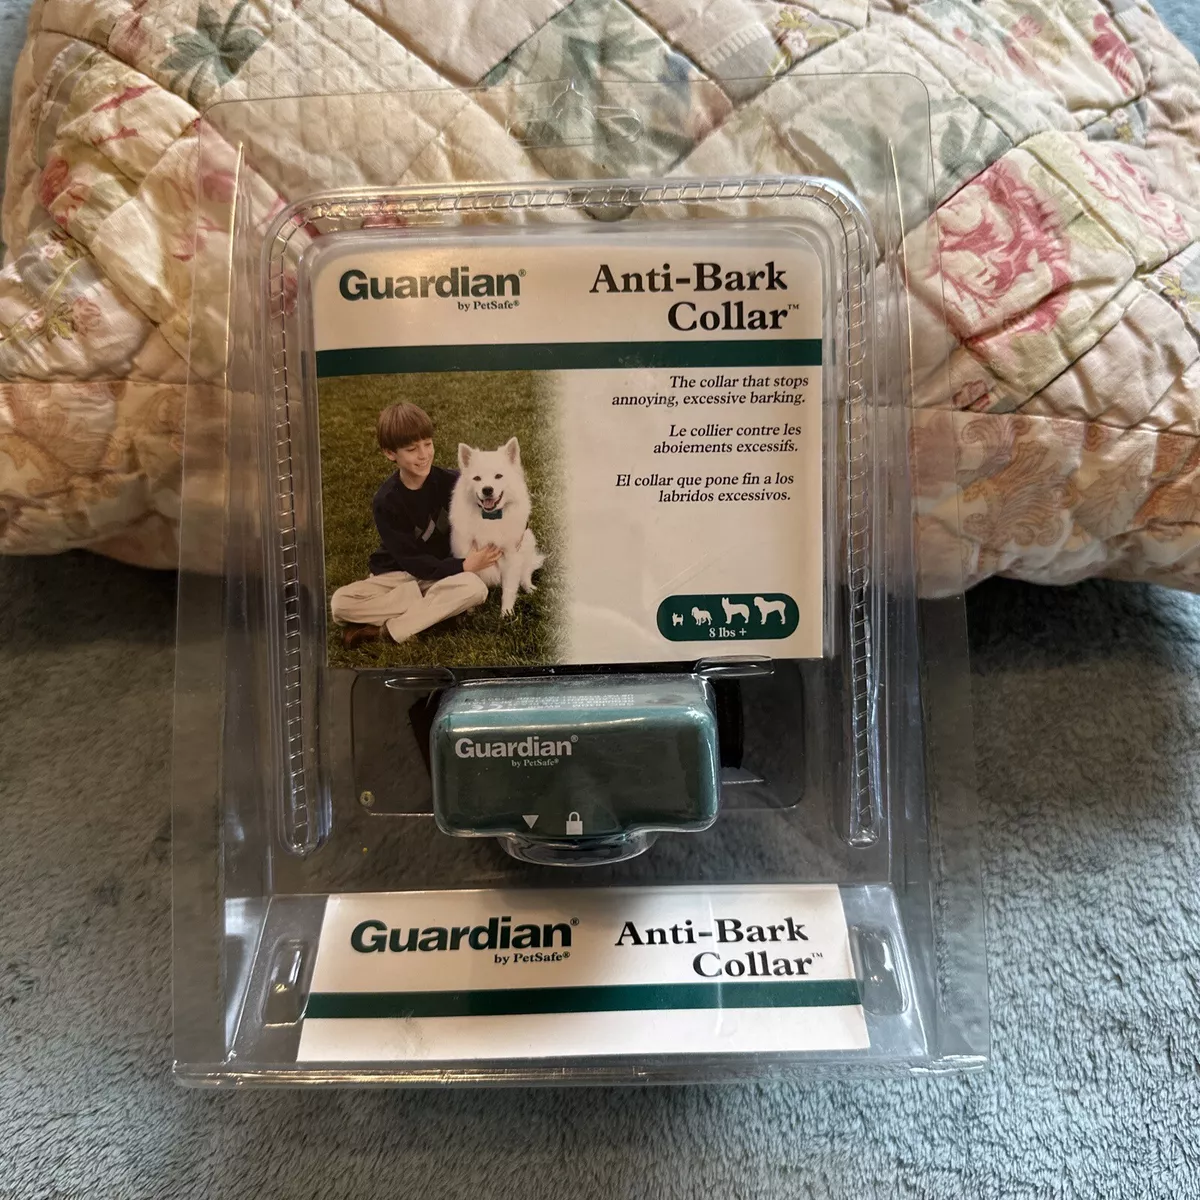 Guardian®
by PetSafe®
Anti-Bark
Collar™
The collar that stops
annoying, excessive barking.
Le collier contre les
aboiements excessifs.
El collar que pone fin a los
labridos excessivos.
8 lbs +
Guardian®
by PetSafe®
Guardian®
by PetSafe®
Anti-Bark
Collar™